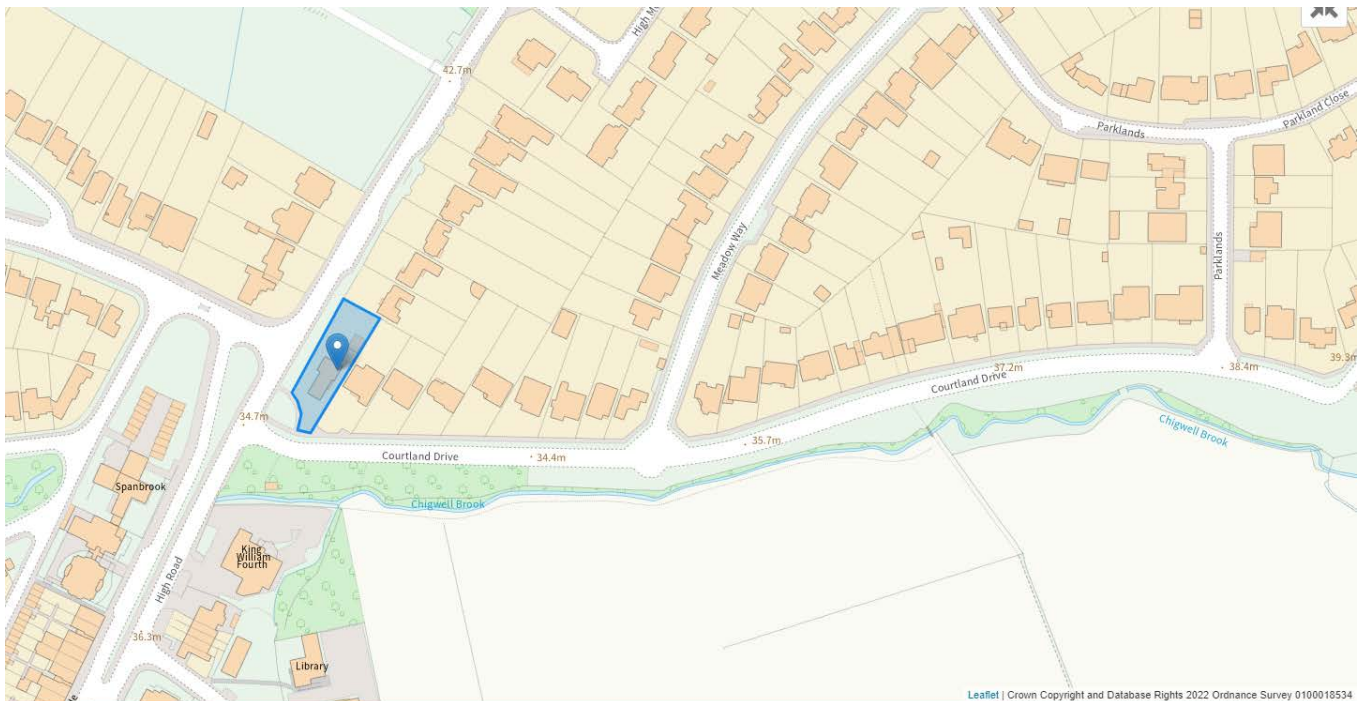 High M
42.7m
Parkland Close
Parklands
Meadow Way
Parklands
39.3m
37.2m
38.4m
Courtland Drive
34.7m
35.7m
Chigwell Brook
Courtland Drive
34.4m
Spanbrook
Chigwell Brook
King
William
Fourth
High Road
36.3m
Library
Leaflet | Crown Copyright and Database Rights 2022 Ordnance Survey 0100018534